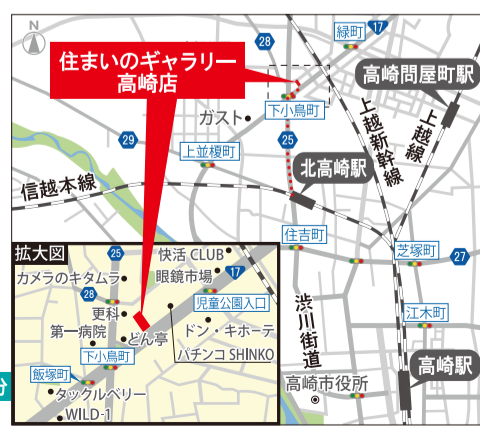 N
28
緑町
17
住まいのギャラリー
高崎店
高崎問屋町駅
ガスト
下小鳥町
上越新幹線
上越線
29
上並榎町
25
北高崎駅
信越本線
住吉町
芝塚町
27
渋川街道
江木町
高崎駅
高崎市役所
拡大図
25
快活 CLUB
カメラのキタムラ
眼鏡市場
17
28
児童公園入口
更科
第一病院
どん亭
ドン・キホーテ
下小鳥町
パチンコ SHINKO
飯塚町
タックルベリー
WILD-1
分